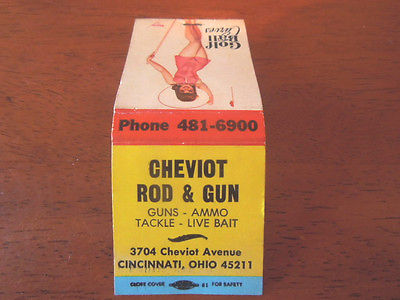 Golf
Ball
Curves
Phone 481-6900
CHEVIOT
ROD & GUN
GUNS - AMMO
TACKLE - LIVE BAIT
3704 Cheviot Avenue
CINCINNATI, OHIO 45211
CLOSE COVER FOR SAFETY